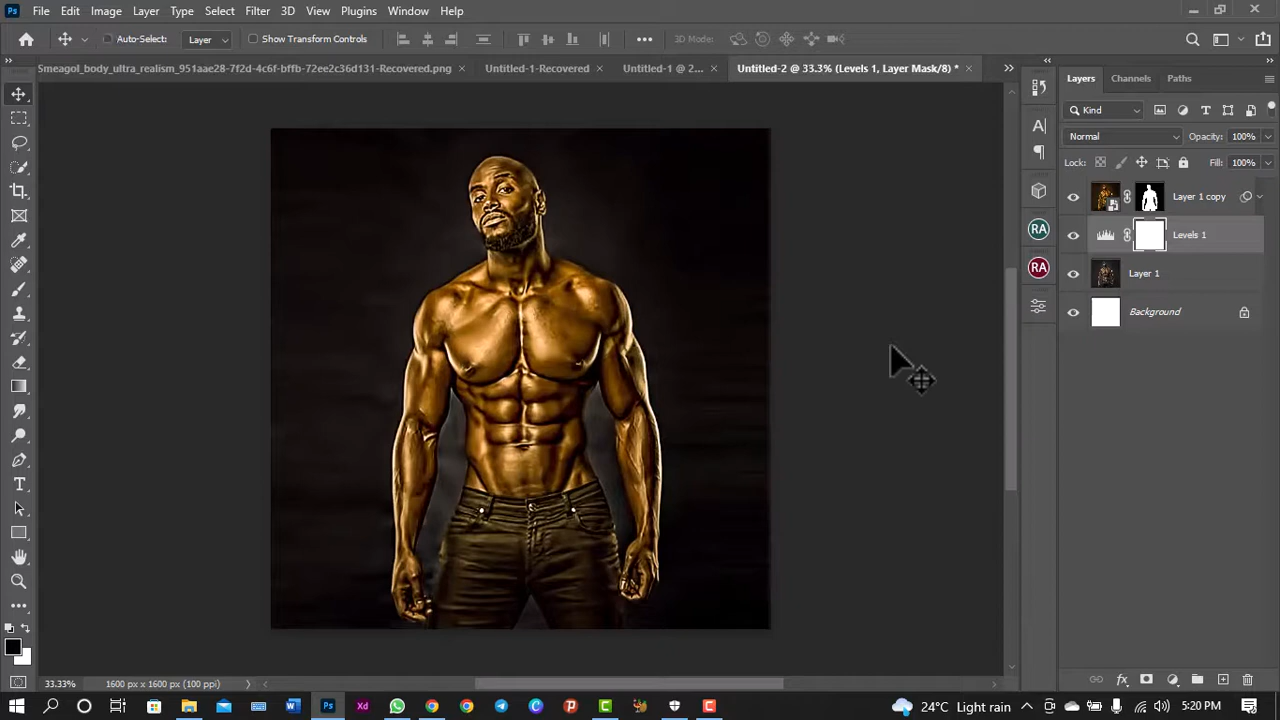 Ps File Edit Image Layer Type Select Filter 3D View Plugins Window Help
Auto-Select: Layer Show Transform Controls 3D Mode:
Smeagol_body_ultra_realism_951aae28-7f2d-4c6f-bffb-72ee2c36d131-Recovered.png Untitled-1-Recovered Untitled-1 @ 2... Untitled-2 @ 33.3% (Levels 1, Layer Mask/8) *
Layers Channels Paths
Kind
Normal Opacity: 100%
Lock: Fill: 100%
Layer 1 copy
RA Levels 1
RA Layer 1
Background
33.33% 1600 px x 1600 px (100 ppi)
24°C Light rain 5:20 PM